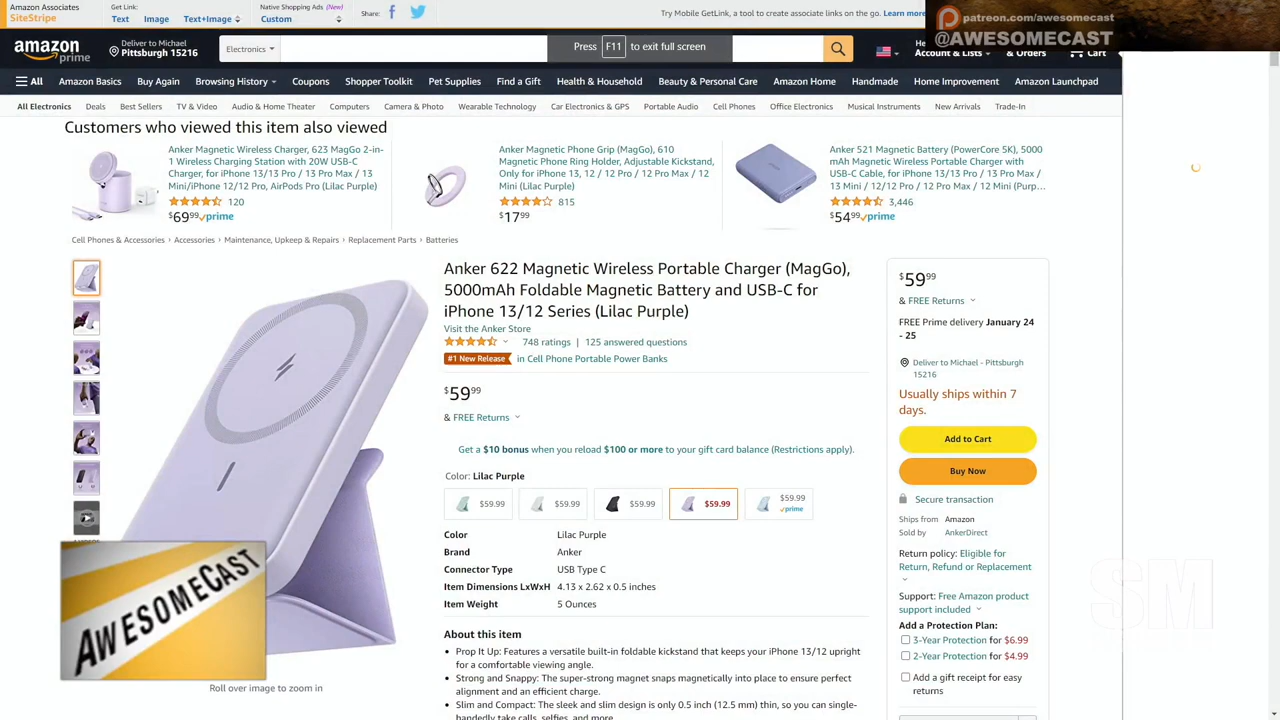 Amazon Associates
SiteStripe
Get Link:
Text Image Text+Image
Native Shopping Ads (New)
Custom
Share:
Try Mobile GetLink, a tool to create associate links on the go. Learn more
patreon.com/awesomecast
@AWESOMECAST
amazon
prime
Deliver to Michael
Pittsburgh 15216
Electronics
Press F11 to exit full screen
Account & Lists
& Orders
Cart
All Amazon Basics Buy Again Browsing History Coupons Shopper Toolkit Pet Supplies Find a Gift Health & Household Beauty & Personal Care Amazon Home Handmade Home Improvement Amazon Launchpad
All Electronics Deals Best Sellers TV & Video Audio & Home Theater Computers Camera & Photo Wearable Technology Car Electronics & GPS Portable Audio Cell Phones Office Electronics Musical Instruments New Arrivals Trade-In
Customers who viewed this item also viewed
Anker Magnetic Wireless Charger, 623 MagGo 2-in-
1 Wireless Charging Station with 20W USB-C
Charger, for iPhone 13/13 Pro / 13 Pro Max / 13
Mini/iPhone 12/12 Pro, AirPods Pro (Lilac Purple)
120
$69.99 prime
Anker Magnetic Phone Grip (MagGo), 610
Magnetic Phone Ring Holder, Adjustable Kickstand,
Only for iPhone 13, 12 / 12 Pro / 12 Pro Max / 12
Mini (Lilac Purple)
815
$17.99
Anker 521 Magnetic Battery (PowerCore 5K), 5000
mAh Magnetic Wireless Portable Charger with
USB-C Cable, for iPhone 13/13 Pro / 13 Pro Max /
13 Mini / 12/12 Pro / 12 Pro Max / 12 Mini (Purp...
3,446
$54.99 prime
Cell Phones & Accessories › Accessories › Maintenance, Upkeep & Repairs › Replacement Parts › Batteries
Anker 622 Magnetic Wireless Portable Charger (MagGo),
5000mAh Foldable Magnetic Battery and USB-C for
iPhone 13/12 Series (Lilac Purple)
Visit the Anker Store
748 ratings | 125 answered questions
#1 New Release in Cell Phone Portable Power Banks
$59.99
& FREE Returns
Get a $10 bonus when you reload $100 or more to your gift card balance (Restrictions apply).
Color: Lilac Purple
$59.99 $59.99 $59.99 $59.99 $59.99
prime
Color Lilac Purple
Brand Anker
Connector Type USB Type C
Item Dimensions LxWxH 4.13 x 2.62 x 0.5 inches
Item Weight 5 Ounces
About this item
• Prop It Up: Features a versatile built-in foldable kickstand that keeps your iPhone 13/12 upright
for a comfortable viewing angle.
• Strong and Snappy: The super-strong magnet snaps magnetically into place to ensure perfect
alignment and an efficient charge.
• Slim and Compact: The sleek and slim design is only 0.5 inch (12.5 mm) thin, so you can single-
handedly take calls, selfies, and more.
AWESOMECAST
Roll over image to zoom in
$59.99
& FREE Returns
FREE Prime delivery January 24
- 25
Deliver to Michael - Pittsburgh
15216
Usually ships within 7
days.
Add to Cart
Buy Now
Secure transaction
Ships from Amazon
Sold by AnkerDirect
Return policy: Eligible for
Return, Refund or Replacement
Support: Free Amazon product
support included
Add a Protection Plan:
3-Year Protection for $6.99
2-Year Protection for $4.99
Add a gift receipt for easy
returns
SM